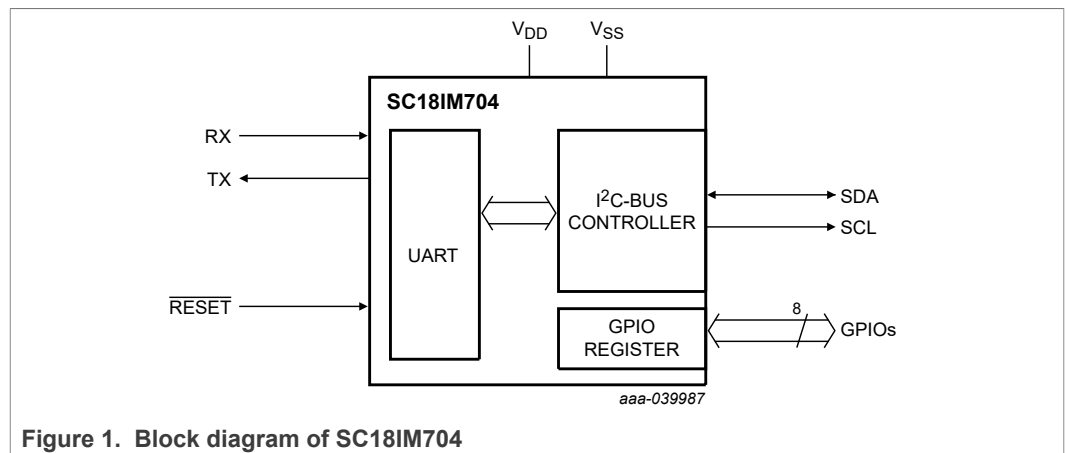 VDD VSS
SC18IM704
RX
TX
RESET
UART
I2C-BUS
CONTROLLER
SDA
SCL
GPIO
REGISTER
8
GPIOs
aaa-039987
Figure 1. Block diagram of SC18IM704